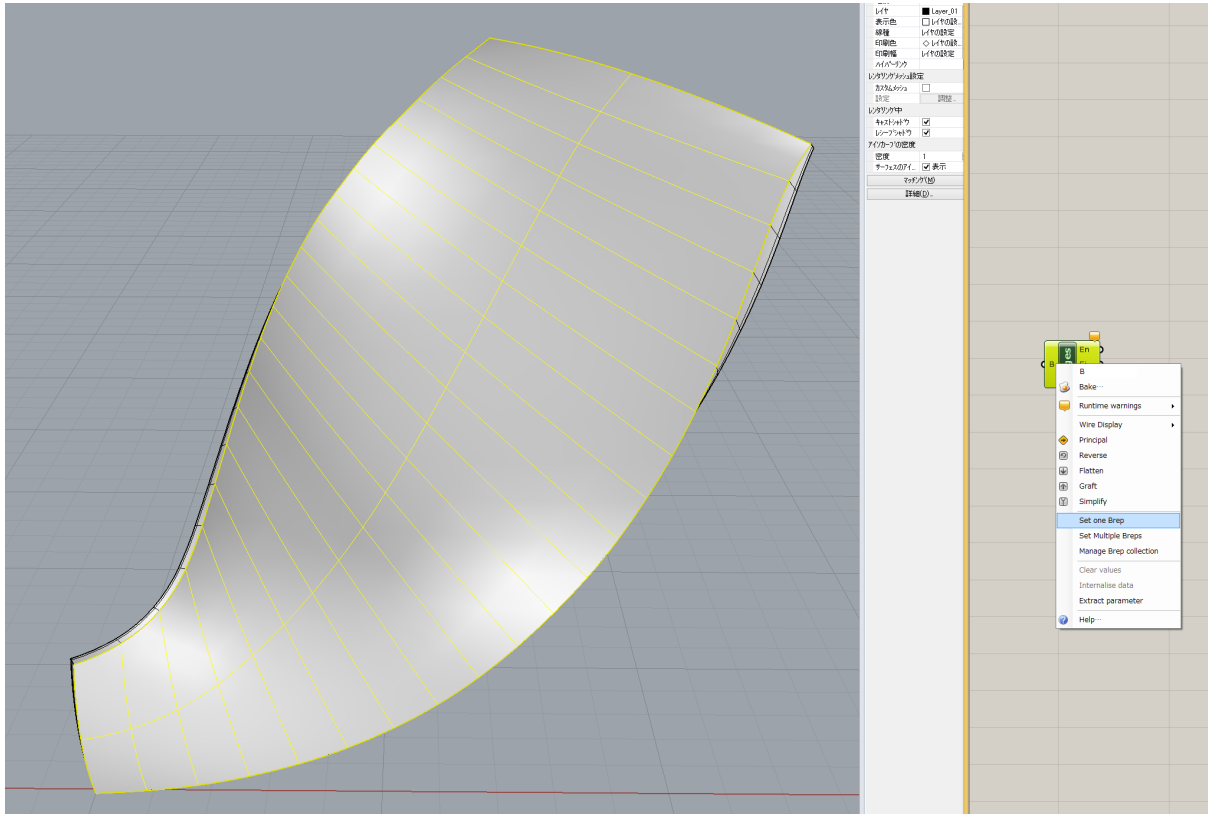 レイヤ Layer_01
表示色 レイヤの設..
線種 レイヤの設定
印刷色 レイヤの設..
印刷幅 レイヤの設定
ハイパーリンク
レンダリングメッシュ設定
カスタムメッシュ
設定 調整...
レンダリング中
キャストシャドウ
レシーブシャドウ
アイソカーブの密度
密度 1
サーフェスのアイ... 表示
マッチング(M)
詳細(D)...
B
En
B
Bake…
Runtime warnings
Wire Display
Principal
Reverse
Flatten
Graft
Simplify
Set one Brep
Set Multiple Breps
Manage Brep collection
Clear values
Internalise data
Extract parameter
Help…